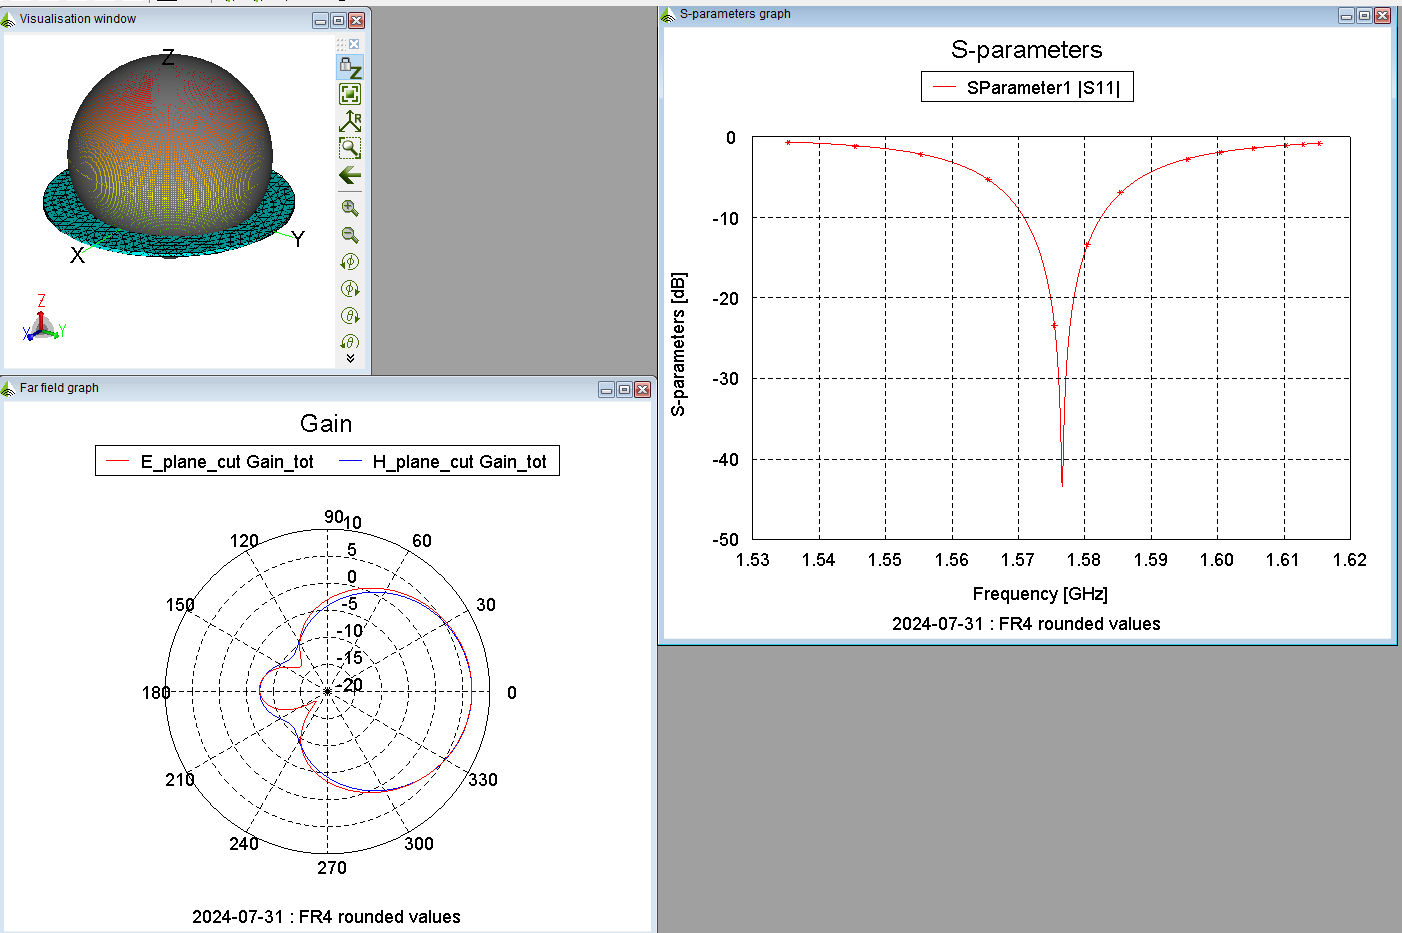 Visualisation window
Z
X
Y
Z
X
Y
Z
R
Far field graph
Gain
E_plane_cut Gain_tot
H_plane_cut Gain_tot
90
10
120
60
5
0
150
30
-5
-10
-15
180
-20
0
210
330
240
300
270
2024-07-31 : FR4 rounded values
S-parameters graph
S-parameters
SParameter1 |S11|
0
-10
-20
-30
-40
-50
S-parameters [dB]
1.53 1.54 1.55 1.56 1.57 1.58 1.59 1.60 1.61 1.62
Frequency [GHz]
2024-07-31 : FR4 rounded values